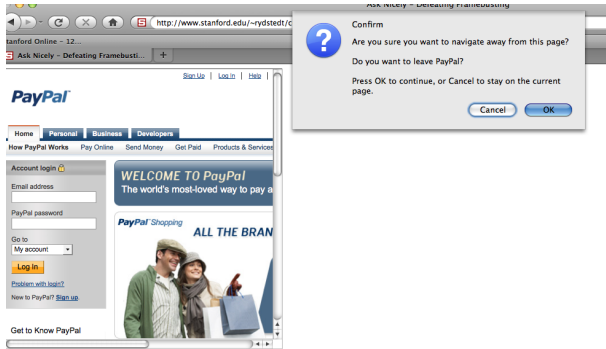 Ask Nicely – Defeating Framebusting
http://www.stanford.edu/~rydstedt/c
tanford Online – 12...
Ask Nicely – Defeating Framebusti...
Confirm
Are you sure you want to navigate away from this page?
Do you want to leave PayPal?
Press OK to continue, or Cancel to stay on the current
page.
Cancel
OK
Sign Up | Log In | Help |
PayPal
Home Personal Business Developers
How PayPal Works Pay Online Send Money Get Paid Products & Services
Account login
Email address
PayPal password
Go to
My account
Log In
Problem with login?
New to PayPal? Sign up.
WELCOME TO PayPal
The world's most-loved way to pay a
PayPal Shopping
ALL THE BRAN
Get to Know PayPal